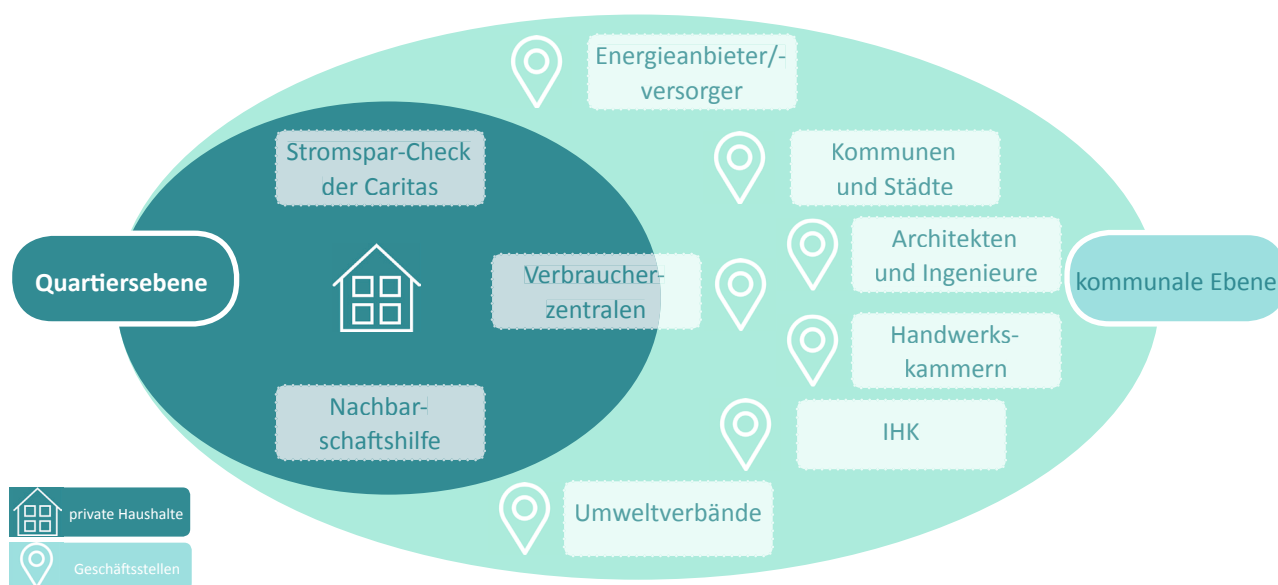 Energieanbieter/-
versorger
Stromspar-Check
der Caritas
Kommunen
und Städte
Architekten
und Ingenieure
Quartiersebene
Verbraucher-
zentralen
kommunale Ebene
Handwerks-
kammern
Nachbar-
schaftshilfe
IHK
Umweltverbände
private Haushalte
Geschäftsstellen